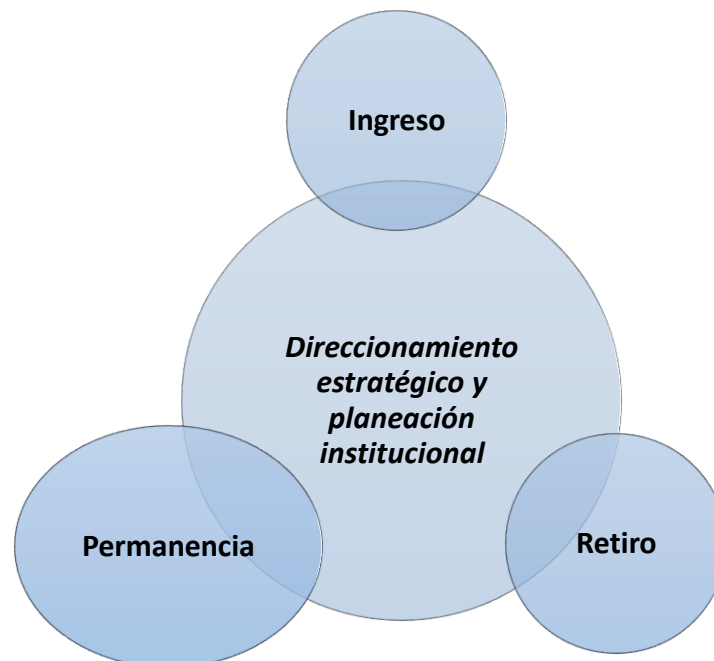 Ingreso
Direccionamiento
estratégico y
planeación
institucional
Permanencia
Retiro